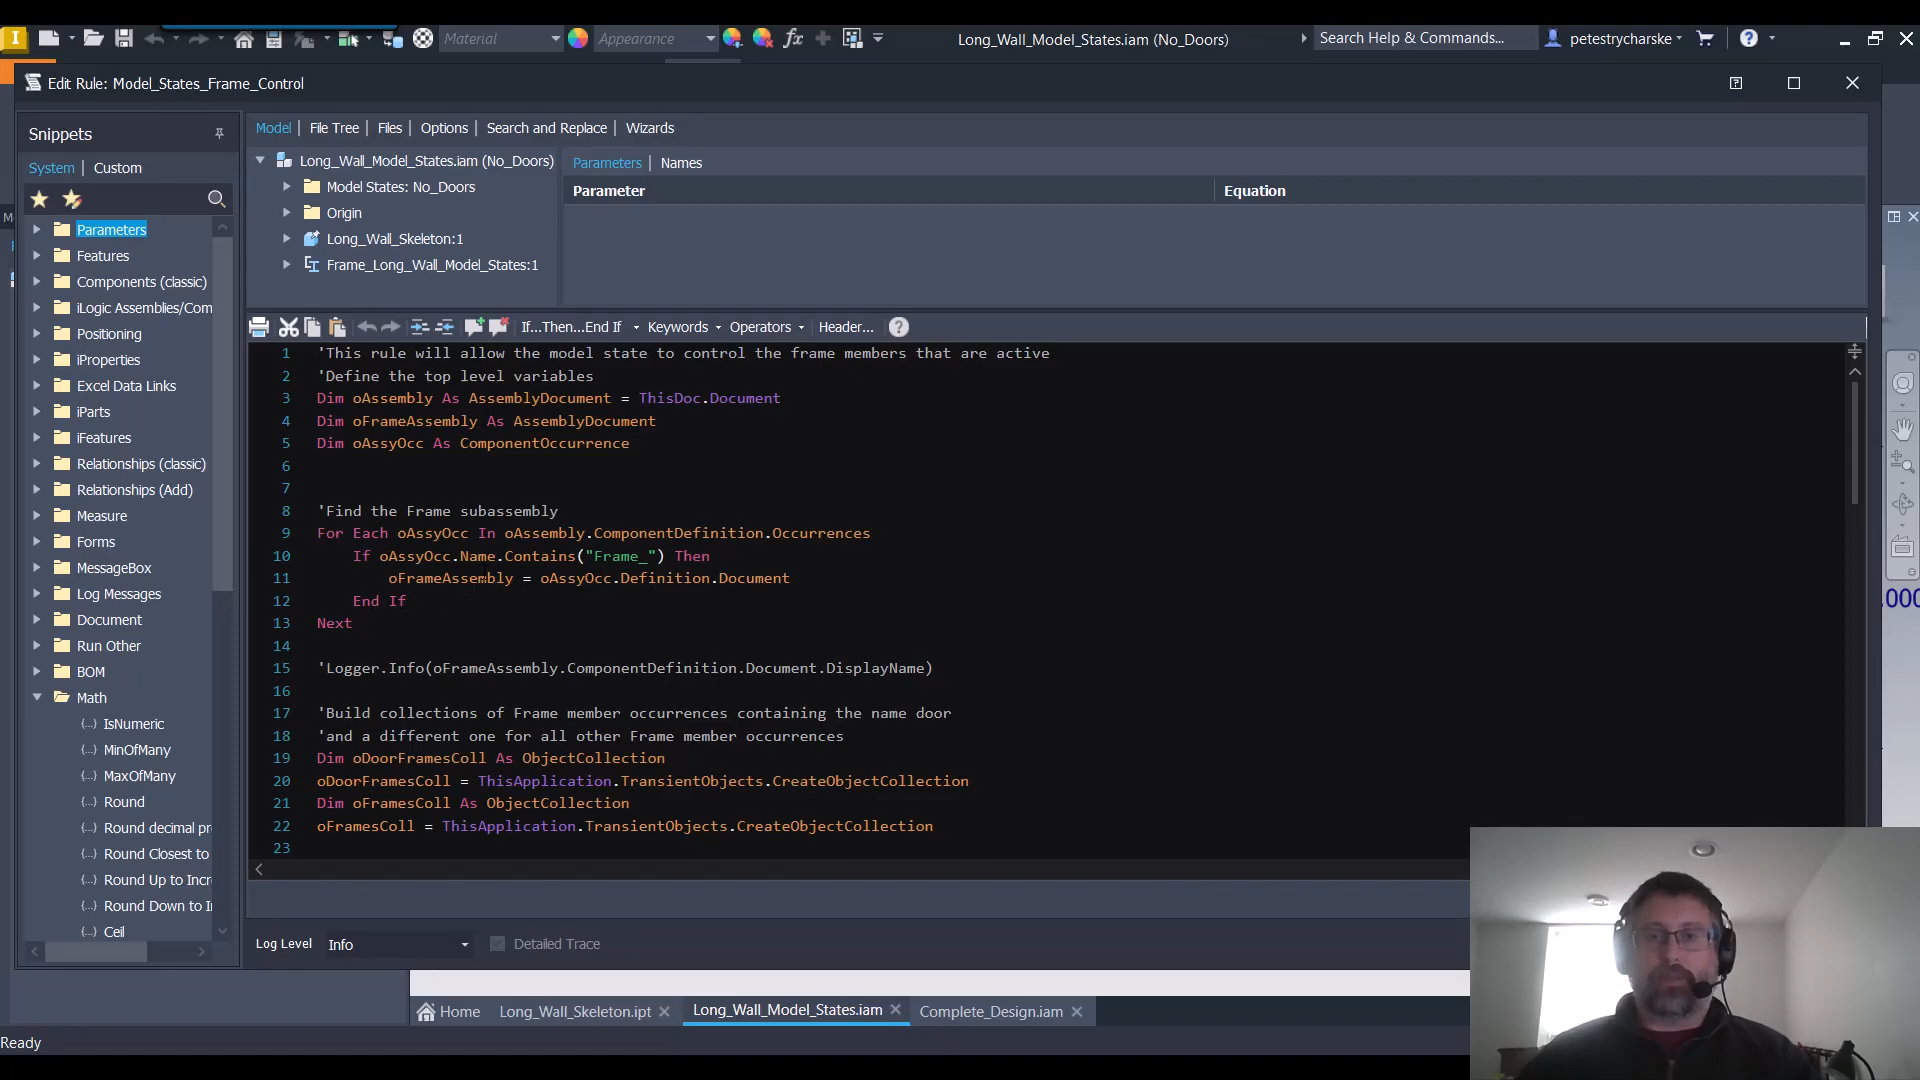 I
Material
Appearance
fx
Long_Wall_Model_States.iam (No_Doors)
Search Help & Commands...
petestrycharske
Edit Rule: Model_States_Frame_Control
Snippets
System | Custom
Parameters
Features
Components (classic)
iLogic Assemblies/Com
Positioning
iProperties
Excel Data Links
iParts
iFeatures
Relationships (classic)
Relationships (Add)
Measure
Forms
MessageBox
Log Messages
Document
Run Other
BOM
Math
IsNumeric
MinOfMany
MaxOfMany
Round
Round decimal pr
Round Closest to
Round Up to Incr
Round Down to I
Ceil
Model | File Tree | Files | Options | Search and Replace | Wizards
Long_Wall_Model_States.iam (No_Doors)
Model States: No_Doors
Origin
Long_Wall_Skeleton:1
Frame_Long_Wall_Model_States:1
Parameters | Names
Parameter Equation
If...Then...End If Keywords Operators Header...
1 'This rule will allow the model state to control the frame members that are active
2 'Define the top level variables
3 Dim oAssembly As AssemblyDocument = ThisDoc.Document
4 Dim oFrameAssembly As AssemblyDocument
5 Dim oAssyOcc As ComponentOccurrence
6
7
8 'Find the Frame subassembly
9 For Each oAssyOcc In oAssembly.ComponentDefinition.Occurrences
10 If oAssyOcc.Name.Contains("Frame_") Then
11 oFrameAssembly = oAssyOcc.Definition.Document
12 End If
13 Next
14
15 'Logger.Info(oFrameAssembly.ComponentDefinition.Document.DisplayName)
16
17 'Build collections of Frame member occurrences containing the name door
18 'and a different one for all other Frame member occurrences
19 Dim oDoorFramesColl As ObjectCollection
20 oDoorFramesColl = ThisApplication.TransientObjects.CreateObjectCollection
21 Dim oFramesColl As ObjectCollection
22 oFramesColl = ThisApplication.TransientObjects.CreateObjectCollection
23
.000
Log Level Info Detailed Trace
Home Long_Wall_Skeleton.ipt Long_Wall_Model_States.iam Complete_Design.iam
Ready